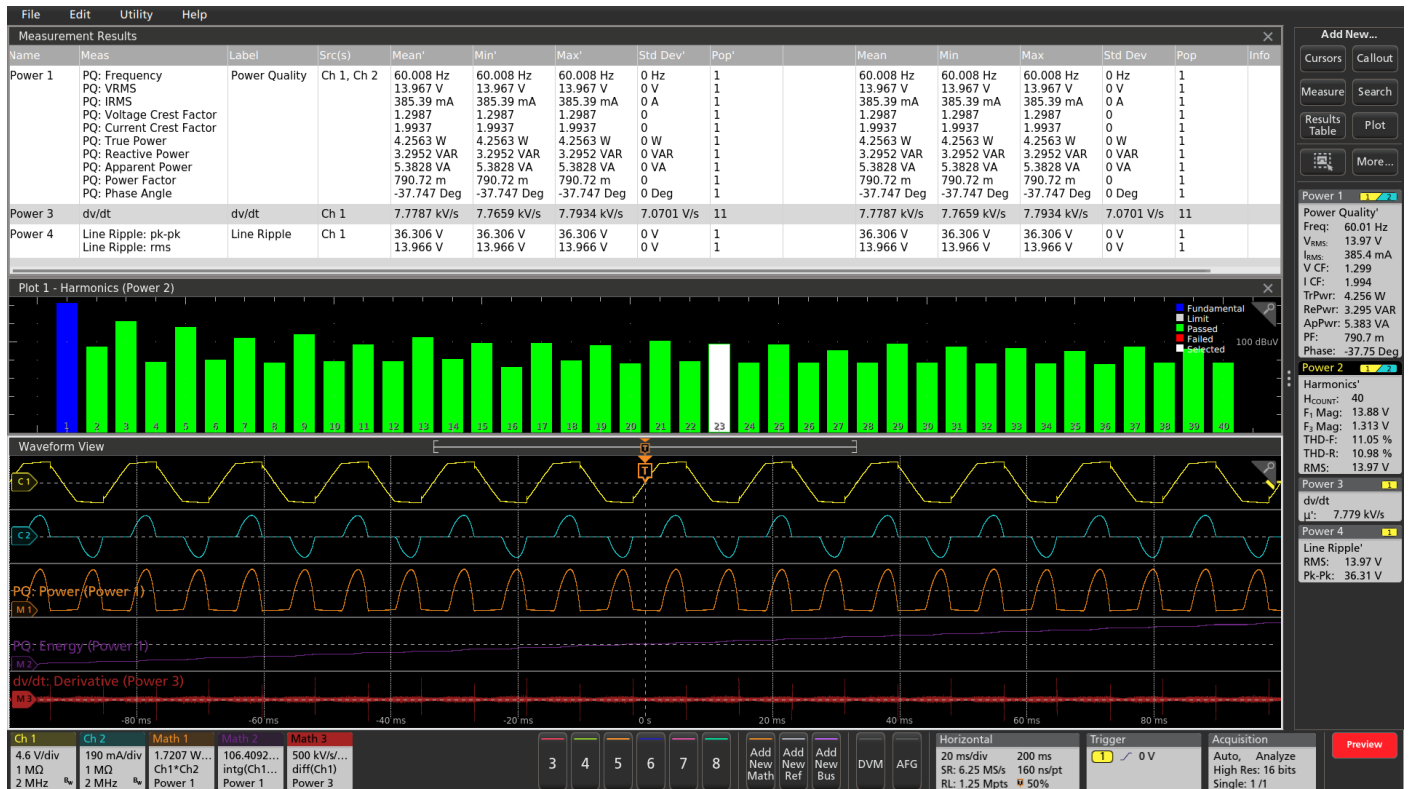 File Edit Utility Help
Measurement Results
Name Meas Label Src(s) Mean' Min' Max' Std Dev' Pop' Mean Min Max Std Dev Pop Info
Power 1 PQ: Frequency Power Quality Ch 1, Ch 2 60.008 Hz 60.008 Hz 60.008 Hz 0 Hz 1 60.008 Hz 60.008 Hz 60.008 Hz 0 Hz 1
PQ: VRMS 13.967 V 13.967 V 13.967 V 0 V 1 13.967 V 13.967 V 13.967 V 0 V 1
PQ: IRMS 385.39 mA 385.39 mA 385.39 mA 0 A 1 385.39 mA 385.39 mA 385.39 mA 0 A 1
PQ: Voltage Crest Factor 1.2987 1.2987 1.2987 0 1 1.2987 1.2987 1.2987 0 1
PQ: Current Crest Factor 1.9937 1.9937 1.9937 0 1 1.9937 1.9937 1.9937 0 1
PQ: True Power 4.2563 W 4.2563 W 4.2563 W 0 W 1 4.2563 W 4.2563 W 4.2563 W 0 W 1
PQ: Reactive Power 3.2952 VAR 3.2952 VAR 3.2952 VAR 0 VAR 1 3.2952 VAR 3.2952 VAR 3.2952 VAR 0 VAR 1
PQ: Apparent Power 5.3828 VA 5.3828 VA 5.3828 VA 0 VA 1 5.3828 VA 5.3828 VA 5.3828 VA 0 VA 1
PQ: Power Factor 790.72 m 790.72 m 790.72 m 0 1 790.72 m 790.72 m 790.72 m 0 1
PQ: Phase Angle -37.747 Deg -37.747 Deg -37.747 Deg 0 Deg 1 -37.747 Deg -37.747 Deg -37.747 Deg 0 Deg 1
Power 3 dv/dt dv/dt Ch 1 7.7787 kV/s 7.7659 kV/s 7.7934 kV/s 7.0701 V/s 11 7.7787 kV/s 7.7659 kV/s 7.7934 kV/s 7.0701 V/s 11
Power 4 Line Ripple: pk-pk Line Ripple Ch 1 36.306 V 36.306 V 36.306 V 0 V 1 36.306 V 36.306 V 36.306 V 0 V 1
Line Ripple: rms 13.966 V 13.966 V 13.966 V 0 V 1 13.966 V 13.966 V 13.966 V 0 V 1
Plot 1 - Harmonics (Power 2)
Fundamental
Limit
Passed
Failed
Selected
100 dBuV
1 2 3 4 5 6 7 8 9 10 11 12 13 14 15 16 17 18 19 20 21 22 23 24 25 26 27 28 29 30 31 32 33 34 35 36 37 38 39 40
Waveform View
T
T
C 1
C 2
PQ: Power (Power 1)
M 1
PQ: Energy (Power 1)
M 2
dv/dt: Derivative (Power 3)
M 3
-80 ms -60 ms -40 ms -20 ms 0 s 20 ms 40 ms 60 ms 80 ms
Add New...
Cursors Callout
Measure Search
Results Table Plot
More...
Power 1 1 2
Power Quality'
Freq: 60.01 Hz
VRMS: 13.97 V
IRMS: 385.4 mA
V CF: 1.299
I CF: 1.994
TrPwr: 4.256 W
RePwr: 3.295 VAR
ApPwr: 5.383 VA
PF: 790.7 m
Phase: -37.75 Deg
Power 2 1 2
Harmonics'
HCOUNT: 40
F1 Mag: 13.88 V
F3 Mag: 1.313 V
THD-F: 11.05 %
THD-R: 10.98 %
RMS: 13.97 V
Power 3 1
dv/dt
µ': 7.779 kV/s
Power 4 1
Line Ripple'
RMS: 13.97 V
Pk-Pk: 36.31 V
Ch 1
4.6 V/div
1 MΩ
2 MHz Bw
Ch 2
190 mA/div
1 MΩ
2 MHz Bw
Math 1
1.7207 W...
Ch1*Ch2
Power 1
Math 2
106.4092...
intg(Ch1...
Power 1
Math 3
500 kV/s/...
diff(Ch1)
Power 3
3 4 5 6 7 8
Add New Math
Add New Ref
Add New Bus
DVM AFG
Horizontal
20 ms/div 200 ms
SR: 6.25 MS/s 160 ns/pt
RL: 1.25 Mpts 50%
Trigger
1 0 V
Acquisition
Auto, Analyze
High Res: 16 bits
Single: 1 /1
Preview